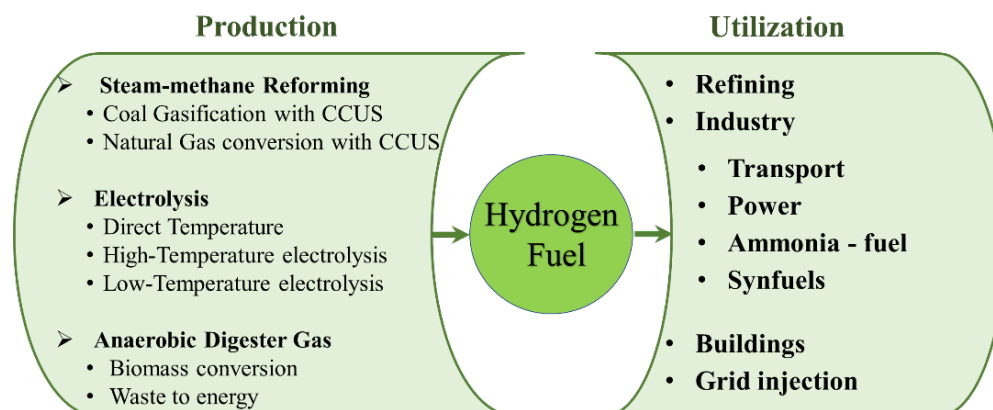 Production
➢ Steam-methane Reforming
• Coal Gasification with CCUS
• Natural Gas conversion with CCUS
➢ Electrolysis
• Direct Temperature
• High-Temperature electrolysis
• Low-Temperature electrolysis
➢ Anaerobic Digester Gas
• Biomass conversion
• Waste to energy
Hydrogen
Fuel
Utilization
• Refining
• Industry
• Transport
• Power
• Ammonia - fuel
• Synfuels
• Buildings
• Grid injection